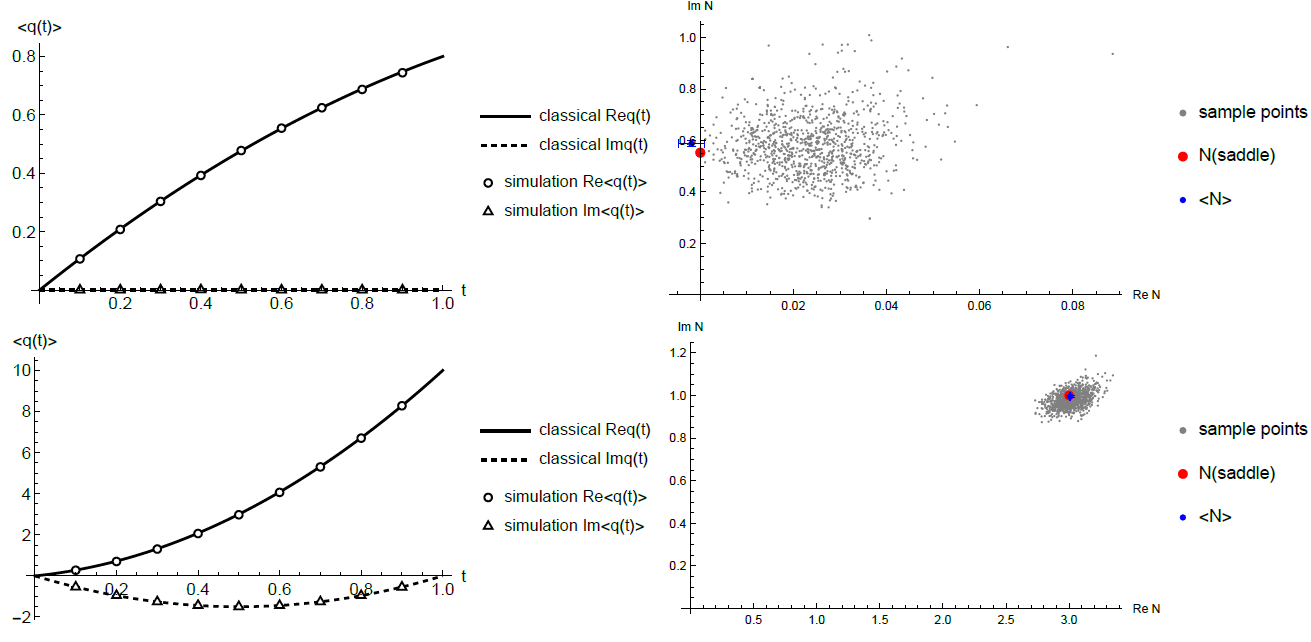 <q(t)>
0.8
0.6
0.4
0.2
0.2 0.4 0.6 0.8 1.0 t
classical Req(t)
classical Imq(t)
simulation Re<q(t)>
simulation Im<q(t)>
Im N
1.0
0.8
0.6
0.4
0.2
0.02 0.04 0.06 0.08 Re N
sample points
N(saddle)
<N>
<q(t)>
10
8
6
4
2
0.2 0.4 0.6 0.8 1.0 t
−2
classical Req(t)
classical Imq(t)
simulation Re<q(t)>
simulation Im<q(t)>
Im N
1.2
1.0
0.8
0.6
0.4
0.2
0.5 1.0 1.5 2.0 2.5 3.0 Re N
sample points
N(saddle)
<N>